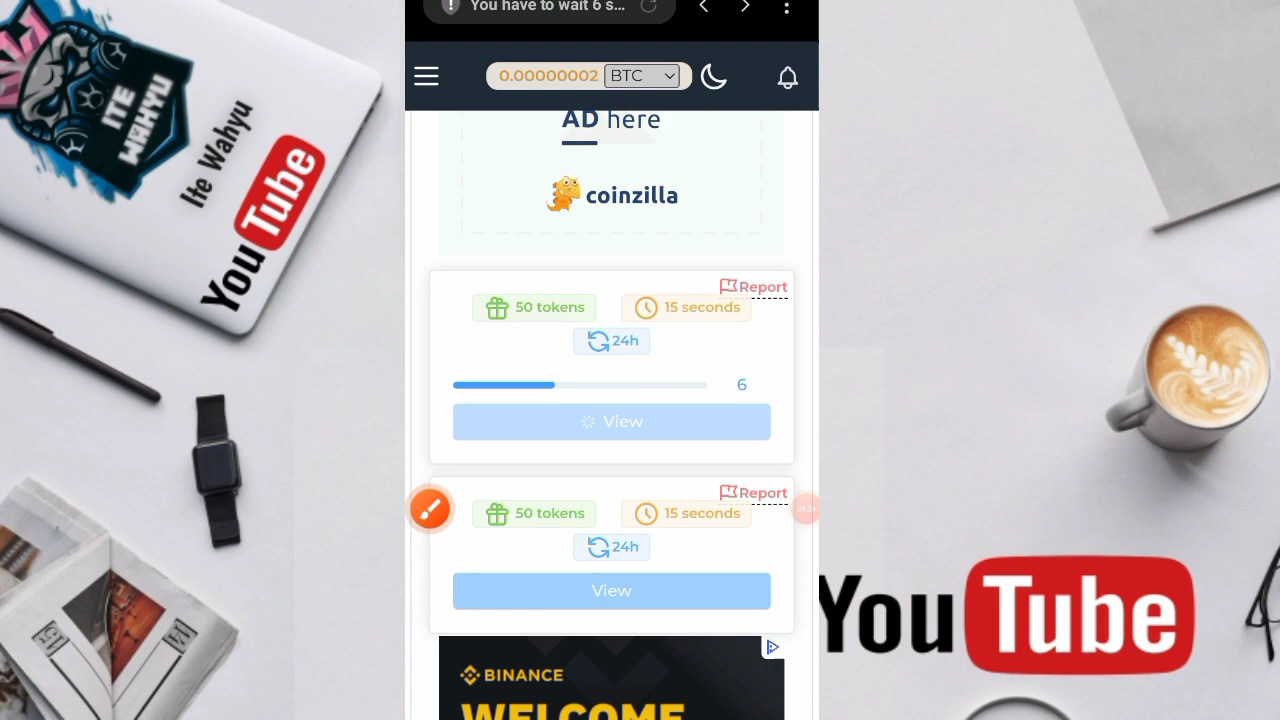 ITE
WAHYU
Ite Wahyu
YouTube
You have to wait 6 s...
0.00000002 BTC
AD here
coinzilla
Report
50 tokens 15 seconds
24h
6
View
Report
50 tokens 15 seconds
24h
View
BINANCE
WELCOME
YouTube